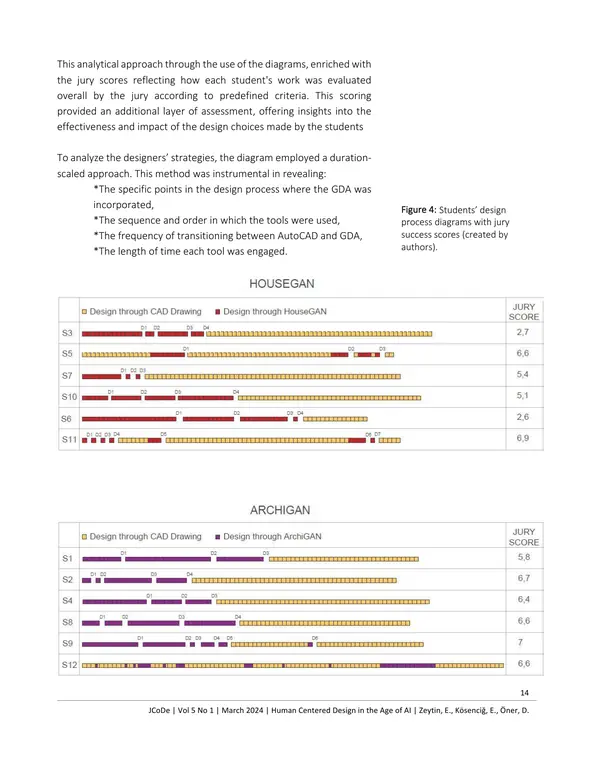 This analytical approach through the use of the diagrams, enriched with
the jury scores reflecting how each student's work was evaluated
overall by the jury according to predefined criteria. This scoring
provided an additional layer of assessment, offering insights into the
effectiveness and impact of the design choices made by the students
To analyze the designers’ strategies, the diagram employed a duration-
scaled approach. This method was instrumental in revealing:
*The specific points in the design process where the GDA was
incorporated,
*The sequence and order in which the tools were used,
*The frequency of transitioning between AutoCAD and GDA,
*The length of time each tool was engaged.
Figure 4: Students’ design
process diagrams with jury
success scores (created by
authors).
HOUSEGAN
Design through CAD Drawing Design through HouseGAN JURY
SCORE
D1 D2 D3 D4
S3 2,7
D1 D2 D3
S5 6,6
D1 D2 D3
S7 5,4
D1 D2 D3 D4
S10 5,1
D1 D2 D3 D4
S6 2,6
D1 D2 D3 D4 D5 D6 D7
S11 6,9
ARCHIGAN
Design through CAD Drawing Design through ArchiGAN JURY
SCORE
D1 D2 D3
S1 5,8
D1 D2 D3 D4
S2 6,7
D1 D2 D3
S4 6,4
D1 D2 D3 D4
S8 6,6
D1 D2 D3 D4 D5 D6
S9 7
S12 6,6
14
JCoDe | Vol 5 No 1 | March 2024 | Human Centered Design in the Age of AI | Zeytin, E., Kösenciğ, E., Öner, D.